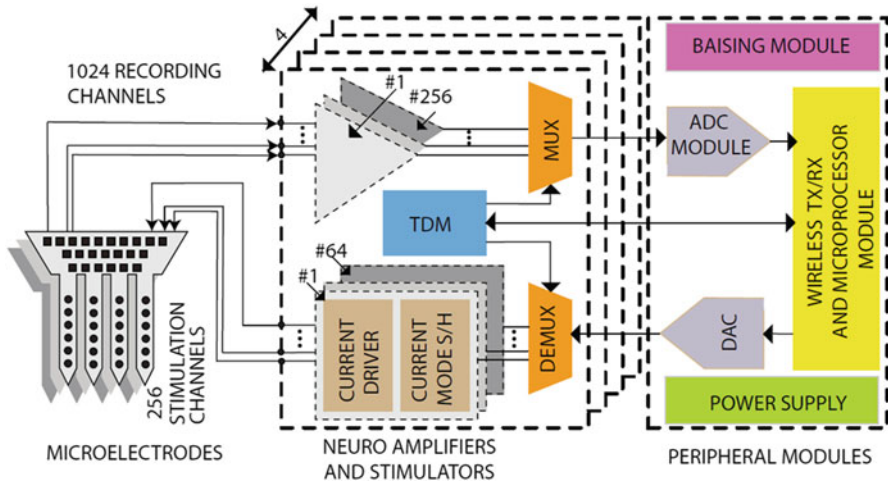 4
1024 RECORDING
CHANNELS
#1
#256
MUX
TDM
#64
#1
CURRENT
DRIVER
CURRENT
MODE S/H
DEMUX
256
STIMULATION
CHANNELS
MICROELECTRODES
NEURO AMPLIFIERS
AND STIMULATORS
BAISING MODULE
ADC
MODULE
WIRELESS TX/RX
AND MICROPROCESSOR
MODULE
DAC
POWER SUPPLY
PERIPHERAL MODULES